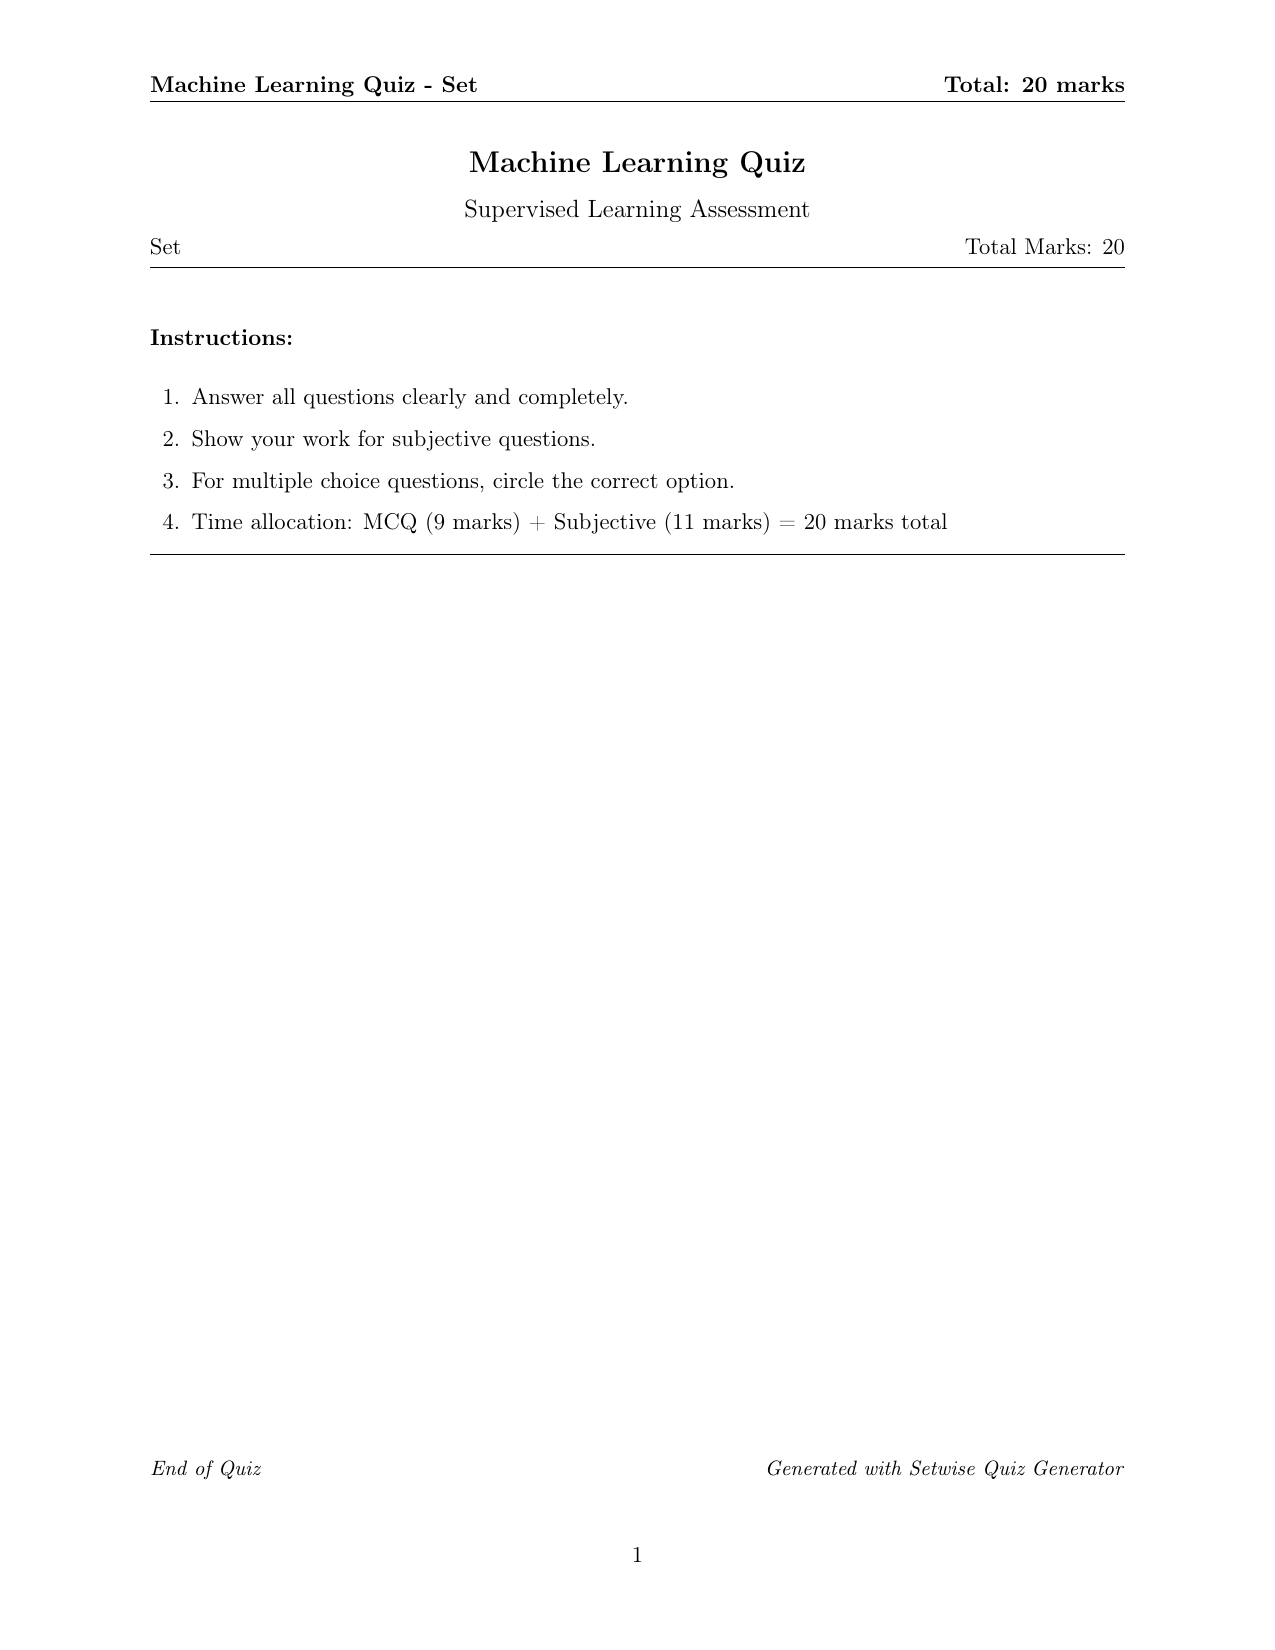 Machine Learning Quiz - Set Total: 20 marks
Machine Learning Quiz
Supervised Learning Assessment
Set Total Marks: 20
Instructions:
1. Answer all questions clearly and completely.
2. Show your work for subjective questions.
3. For multiple choice questions, circle the correct option.
4. Time allocation: MCQ (9 marks) + Subjective (11 marks) = 20 marks total
End of Quiz Generated with Setwise Quiz Generator
1